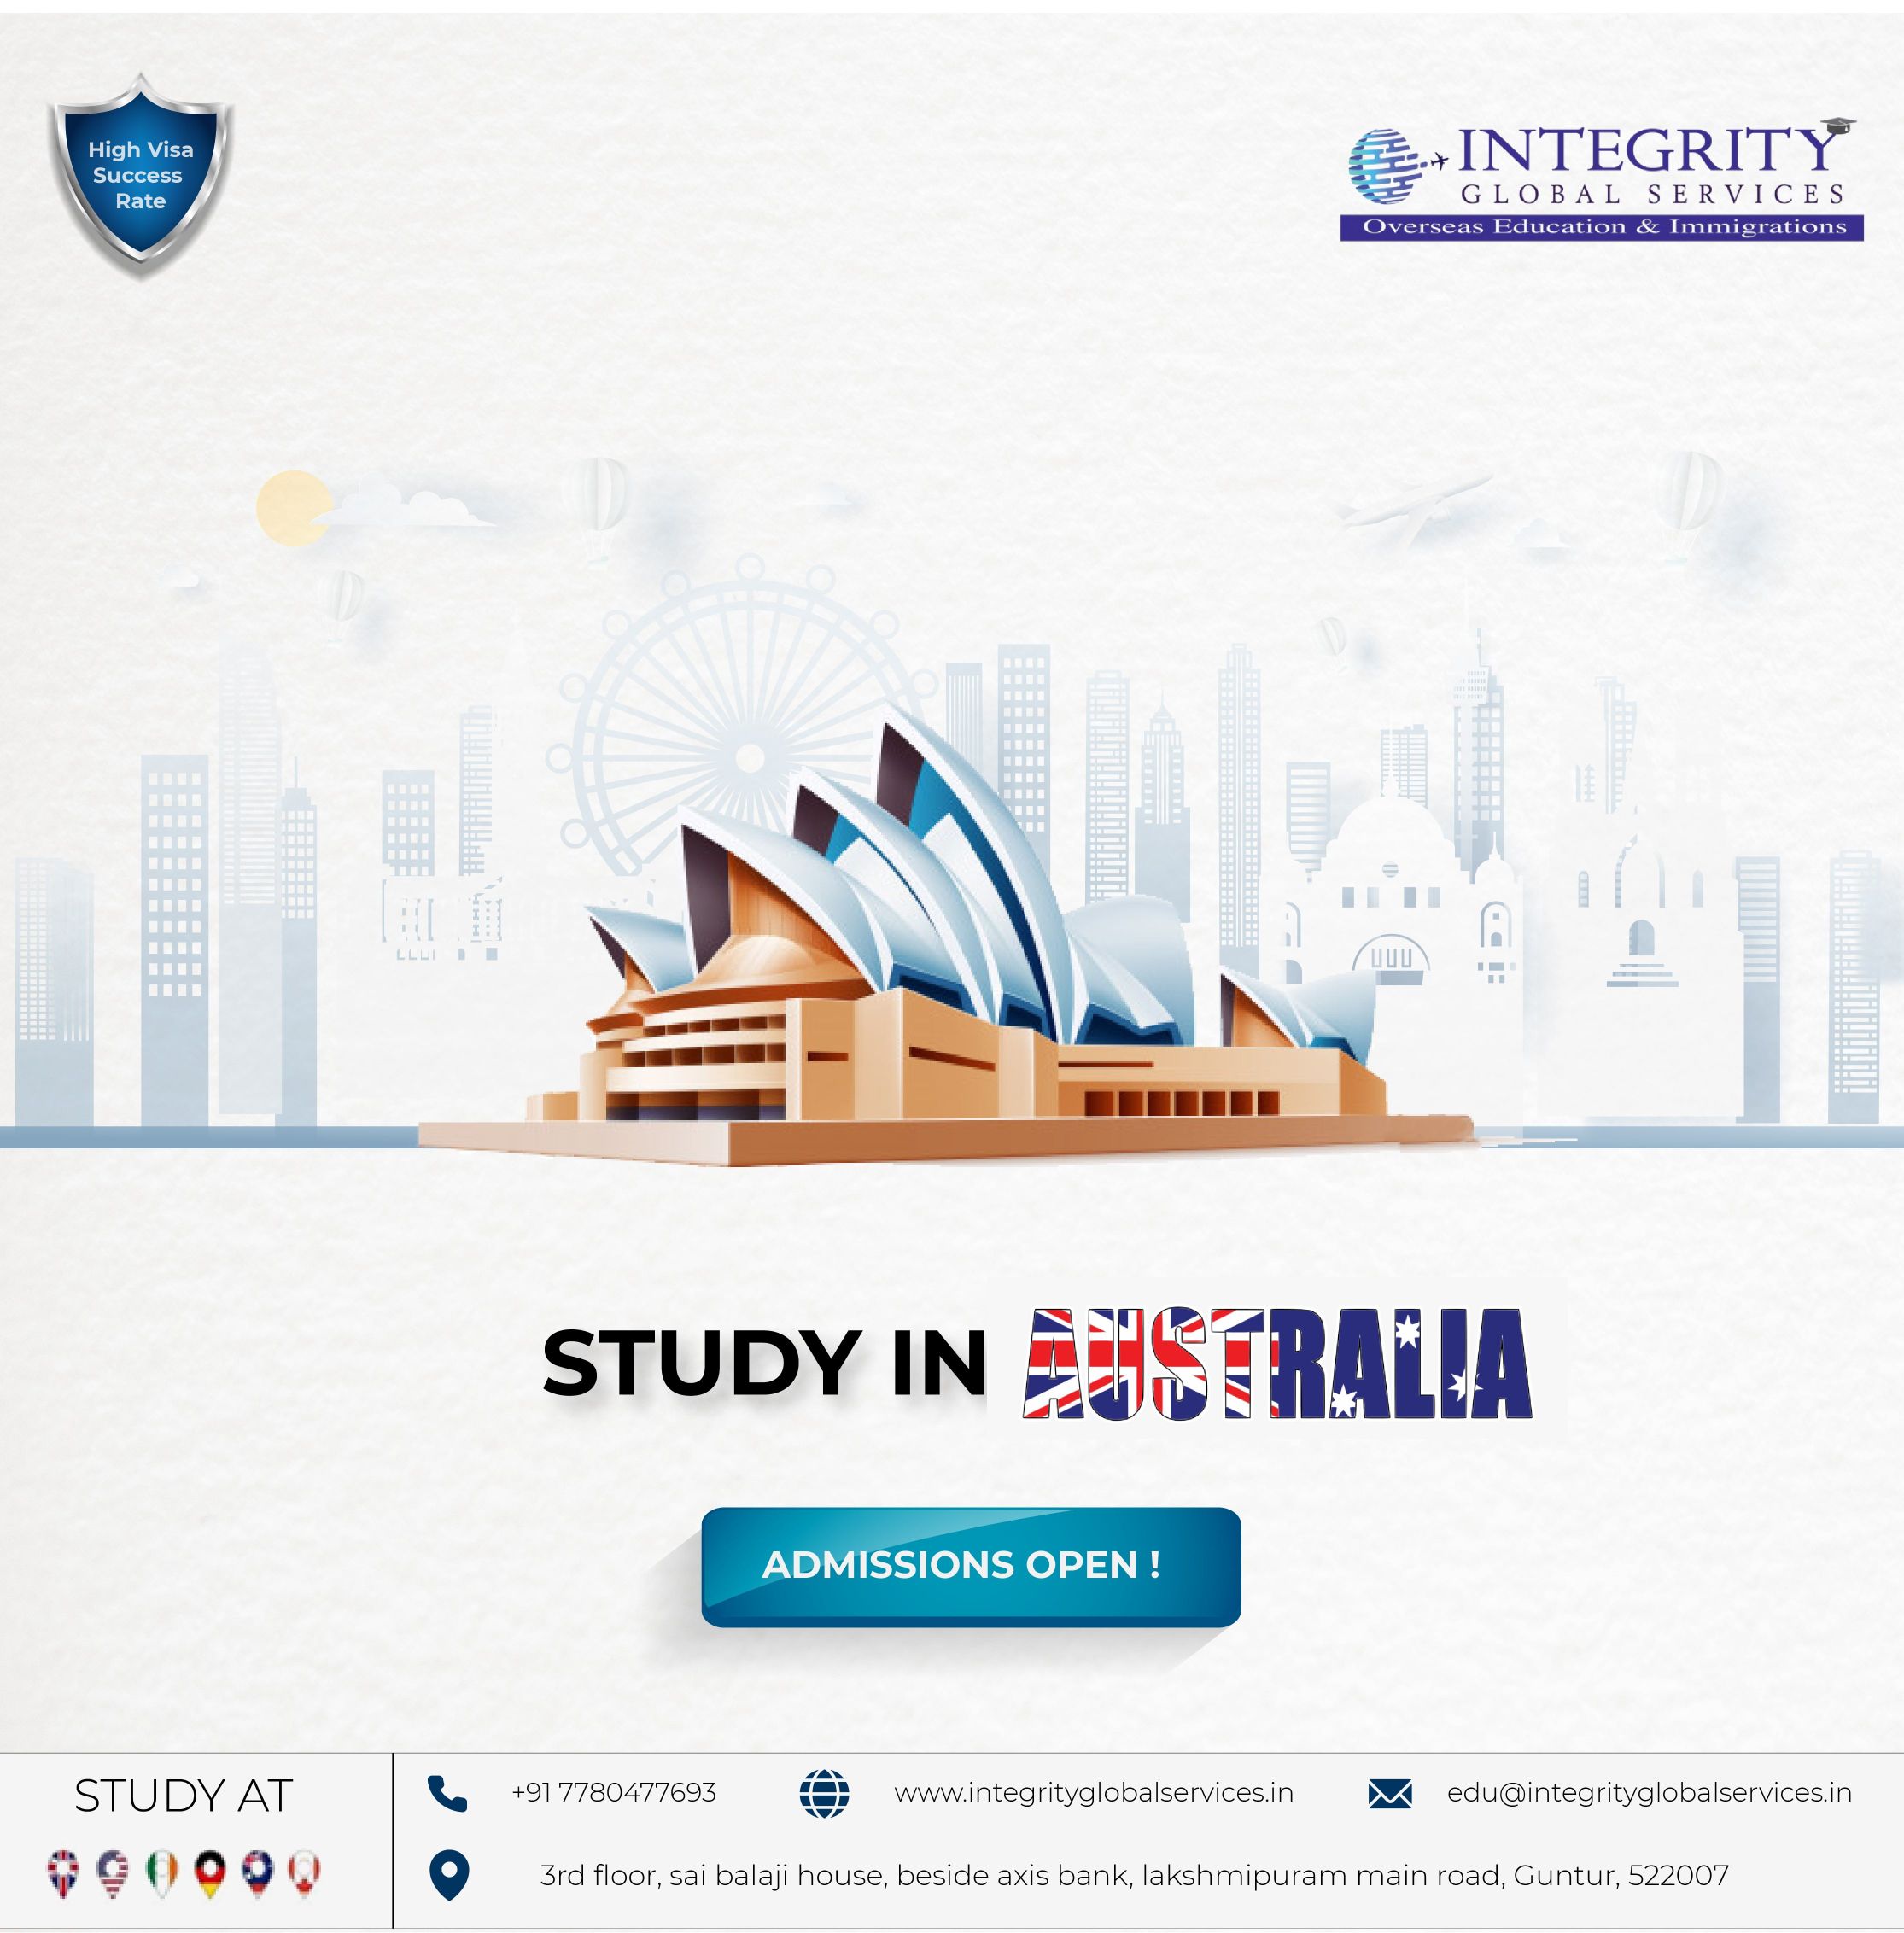 High Visa
Success
Rate
INTEGRITY
GLOBAL SERVICES
Overseas Education & Immigrations
STUDY IN AUSTRALIA
ADMISSIONS OPEN !
STUDY AT
+91 7780477693
www.integrityglobalservices.in
edu@integrityglobalservices.in
3rd floor, sai balaji house, beside axis bank, lakshmipuram main road, Guntur, 522007